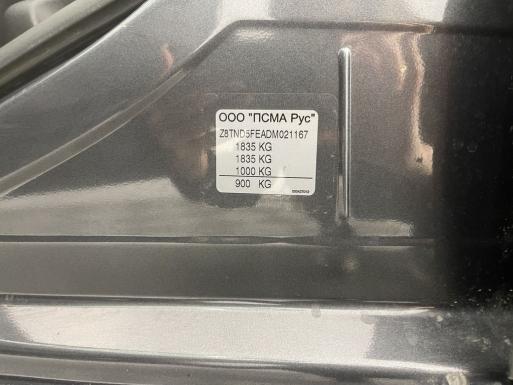 ООО "ПСМА Рус"
Z8TND5FEADM021167
1835 KG
1835 KG
1000 KG
900 KG